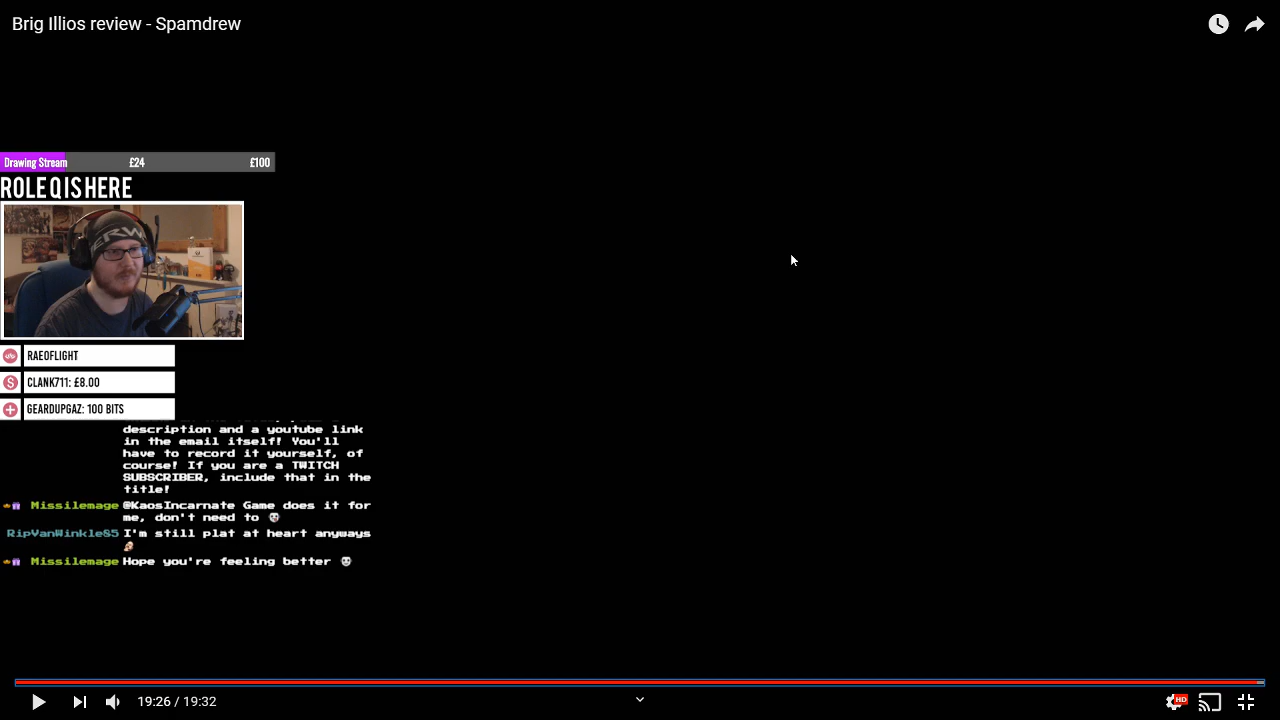 Brig Illios review - Spamdrew
Drawing Stream £24 £100
ROLE Q IS HERE
ERW
RAEOFLIGHT
CLANK711: £8.00
GEARDUPGAZ: 100 BITS
description and a youtube link
in the email itself! You'll
have to record it yourself, of
course! If you are a TWITCH
SUBSCRIBER, include that in the
title!
Missilemage @KaosIncarnate Game does it for
me, don't need to
RipVanWinkle85 I'm still plat at heart anyways
Missilemage Hope you're feeling better
19:26 / 19:32
HD